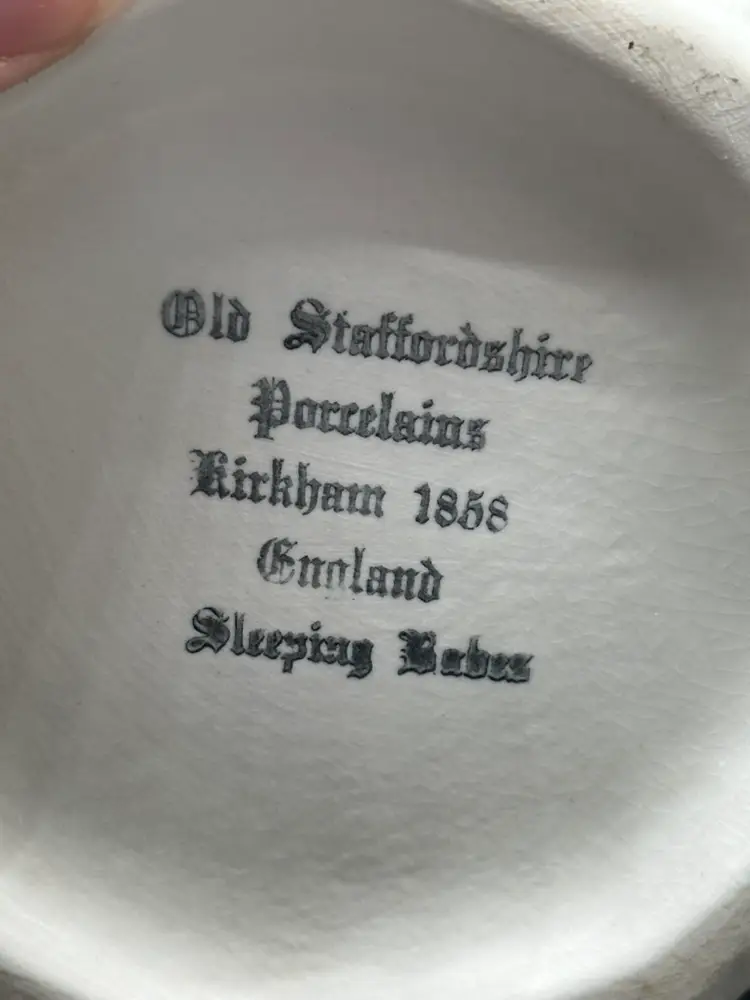 Old Staffordshire
Porcelains
Kirkham 1858
England
Sleeping Babes